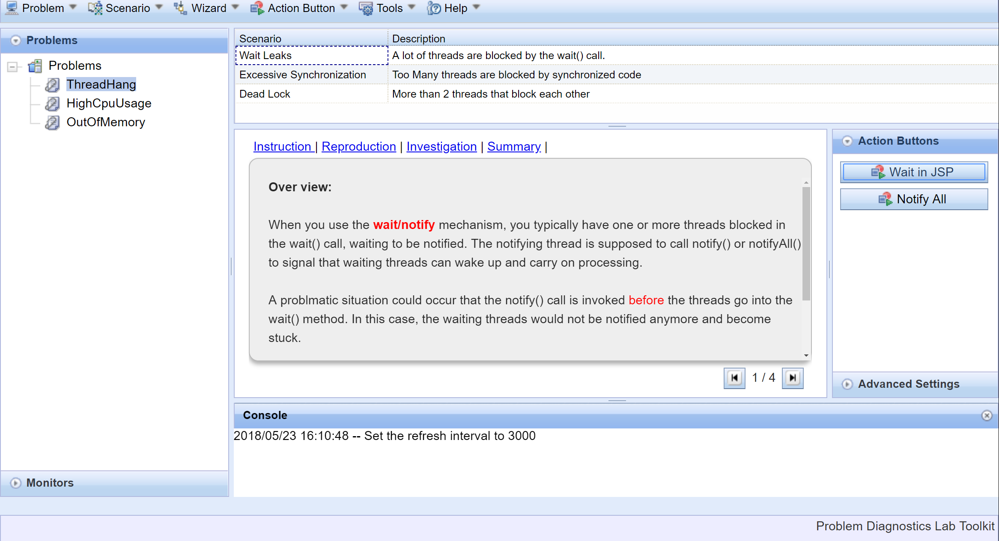 Problem Scenario Wizard Action Button Tools Help
Problems
Problems
ThreadHang
HighCpuUsage
OutOfMemory
Monitors
Scenario Description
Wait Leaks A lot of threads are blocked by the wait() call.
Excessive Synchronization Too Many threads are blocked by synchronized code
Dead Lock More than 2 threads that block each other
Instruction | Reproduction | Investigation | Summary |
Over view:
When you use the wait/notify mechanism, you typically have one or more threads blocked in
the wait() call, waiting to be notified. The notifying thread is supposed to call notify() or notifyAll()
to signal that waiting threads can wake up and carry on processing.
A problmatic situation could occur that the notify() call is invoked before the threads go into the
wait() method. In this case, the waiting threads would not be notified anymore and become
stuck.
1 / 4
Action Buttons
Wait in JSP
Notify All
Advanced Settings
Console
2018/05/23 16:10:48 -- Set the refresh interval to 3000
Problem Diagnostics Lab Toolkit